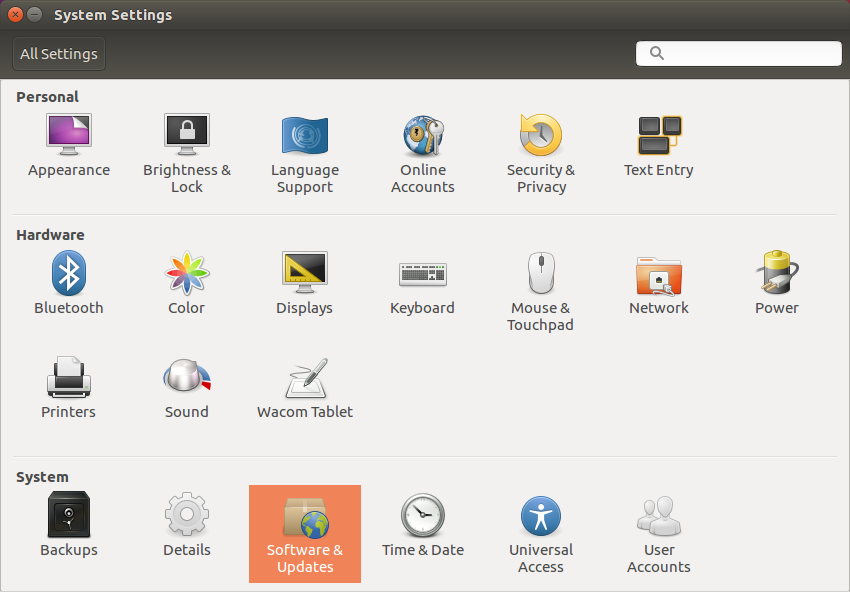 System Settings
All Settings
Personal
Appearance
Brightness &
Lock
Language
Support
Online
Accounts
Security &
Privacy
Text Entry
Hardware
Bluetooth
Color
Displays
Keyboard
Mouse &
Touchpad
Network
Power
Printers
Sound
Wacom Tablet
System
Backups
Details
Software &
Updates
Time & Date
Universal
Access
User
Accounts